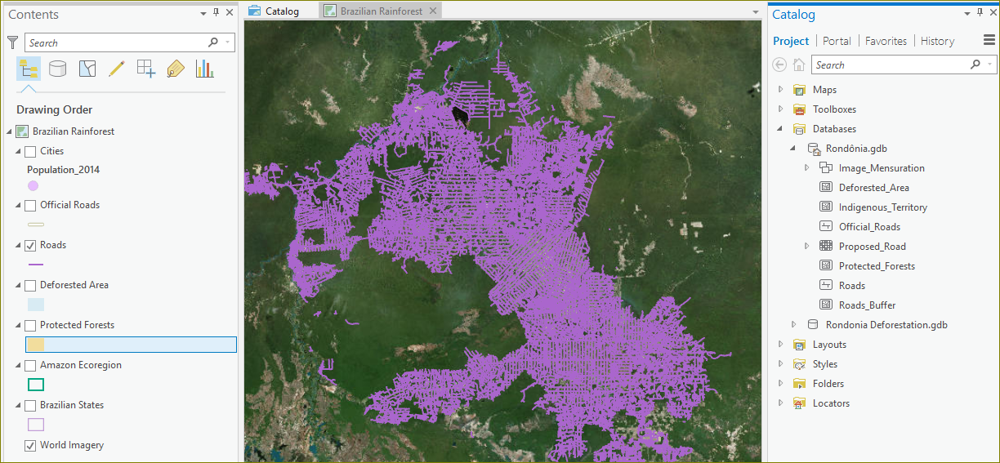 Contents
Search
Drawing Order
Brazilian Rainforest
Cities
Population_2014
Official Roads
Roads
Deforested Area
Protected Forests
Amazon Ecoregion
Brazilian States
World Imagery
Catalog
Brazilian Rainforest
Catalog
Project
Portal
Favorites
History
Search
Maps
Toolboxes
Databases
Rondônia.gdb
Image_Mensuration
Deforested_Area
Indigenous_Territory
Official_Roads
Proposed_Road
Protected_Forests
Roads
Roads_Buffer
Rondonia Deforestation.gdb
Layouts
Styles
Folders
Locators